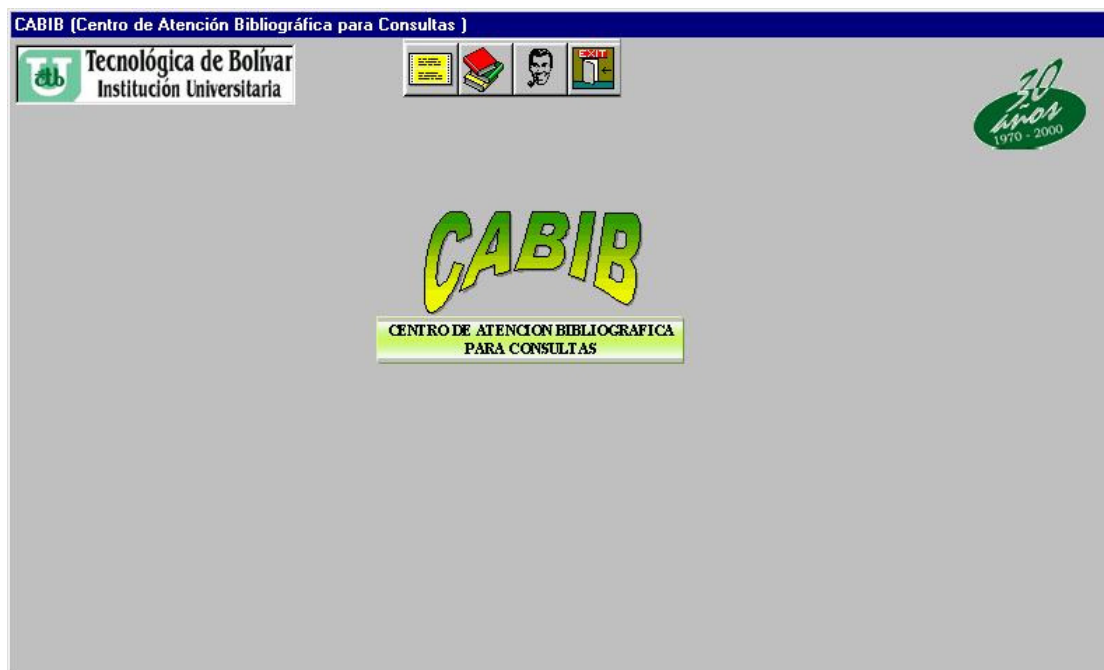 CABIB (Centro de Atención Bibliográfica para Consultas )
utb
Tecnológica de Bolívar
Institución Universitaria
EXIT
30
años
1970 - 2000
CABIB
CENTRO DE ATENCION BIBLIOGRAFICA
PARA CONSULTAS